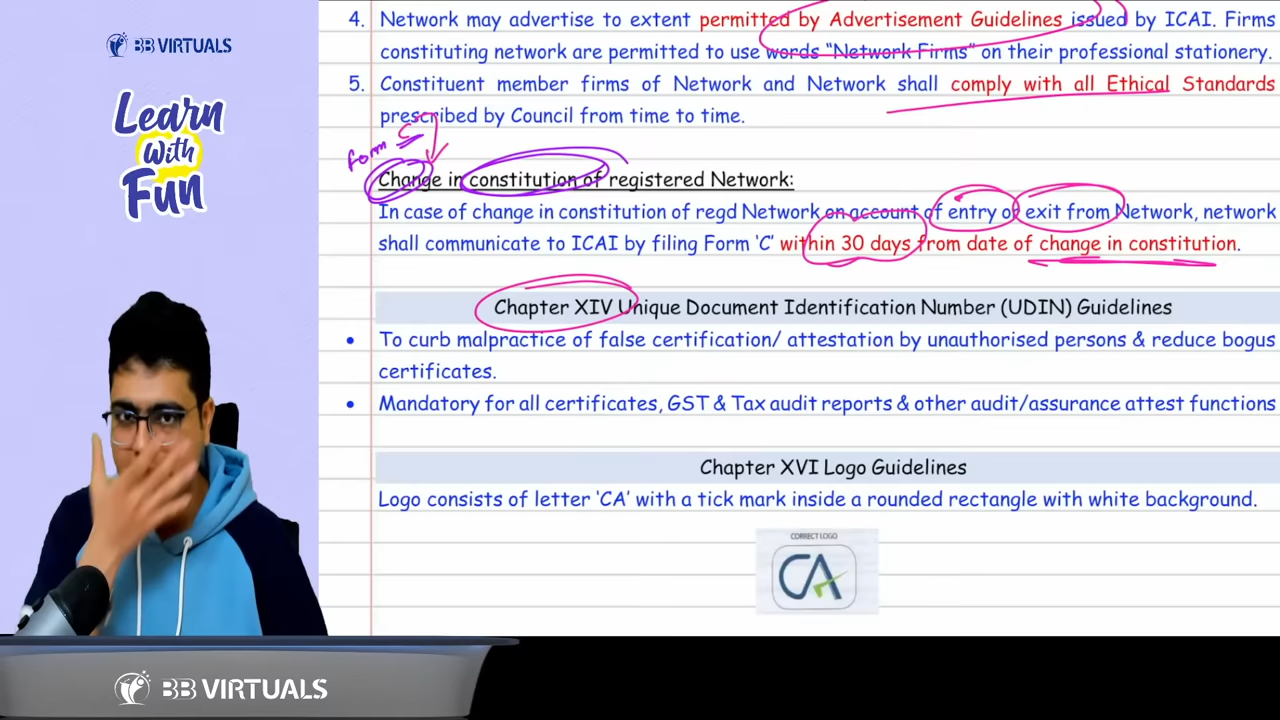 BB VIRTUALS
Learn
With
Fun
4. Network may advertise to extent permitted by Advertisement Guidelines issued by ICAI. Firms
constituting network are permitted to use words “Network Firms” on their professional stationery.
5. Constituent member firms of Network and Network shall comply with all Ethical Standards
prescribed by Council from time to time.
Form C
Change in constitution of registered Network:
In case of change in constitution of regd Network on account of entry or exit from Network, network
shall communicate to ICAI by filing Form ‘C’ within 30 days from date of change in constitution.
Chapter XIV Unique Document Identification Number (UDIN) Guidelines
• To curb malpractice of false certification/ attestation by unauthorised persons & reduce bogus
certificates.
• Mandatory for all certificates, GST & Tax audit reports & other audit/assurance attest functions
Chapter XVI Logo Guidelines
Logo consists of letter ‘CA’ with a tick mark inside a rounded rectangle with white background.
CORRECT LOGO
CA
BB VIRTUALS